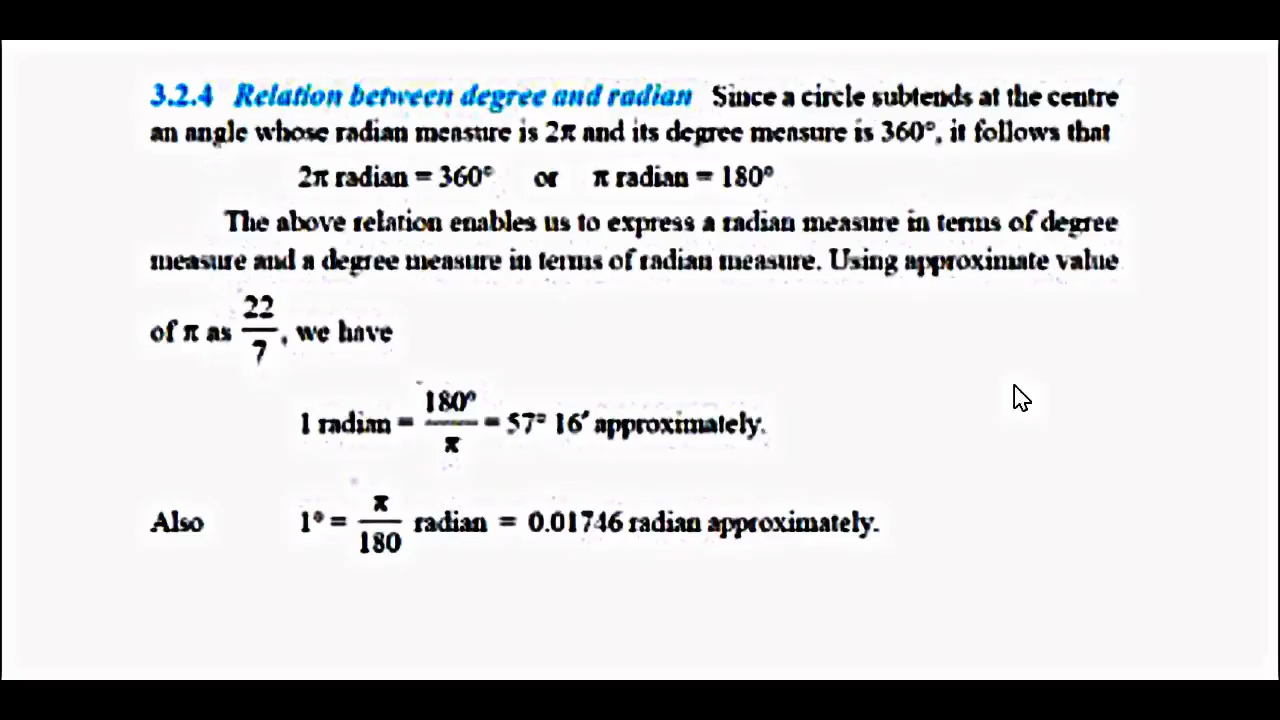 3.2.4 Relation between degree and radian Since a circle subtends at the centre
an angle whose radian measure is 2π and its degree measure is 360°, it follows that
2π radian = 360° or π radian = 180°
The above relation enables us to express a radian measure in terms of degree
measure and a degree measure in terms of radian measure. Using approximate value
of π as 22/7, we have
1 radian = 180°/π = 57° 16′ approximately.
Also 1° = π/180 radian = 0.01746 radian approximately.